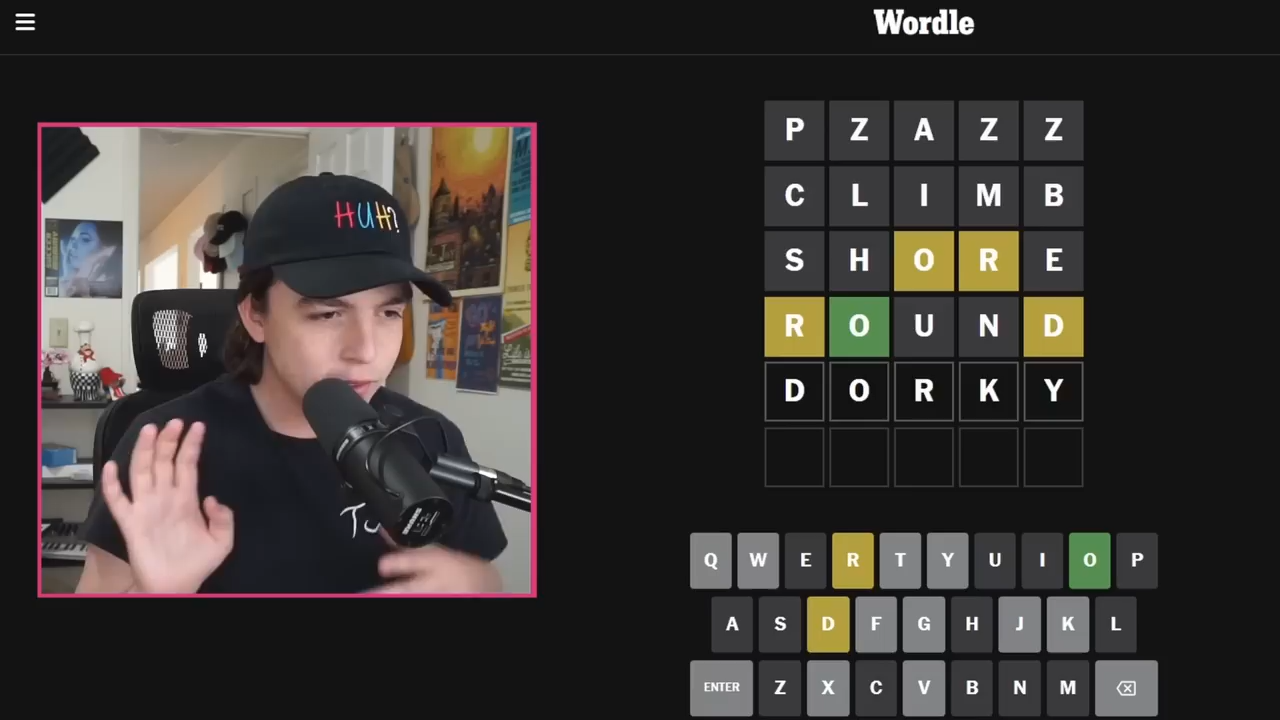 Wordle
HUH?
PZAZZ
CLIMB
SHORE
ROUND
DORKY
Q W E R T Y U I O P
A S D F G H J K L
ENTER Z X C V B N M